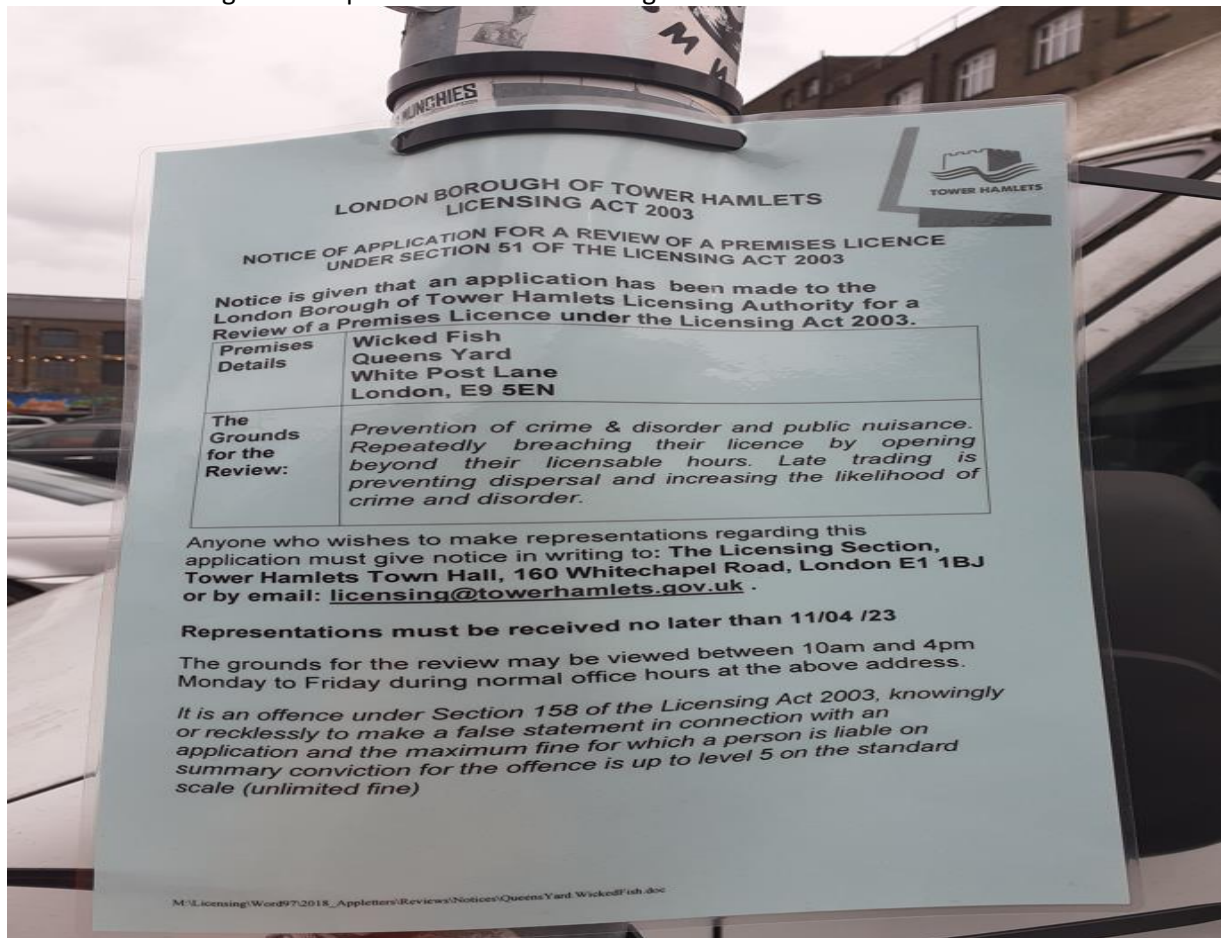 MUNCHIES
TOWER HAMLETS
LONDON BOROUGH OF TOWER HAMLETS
LICENSING ACT 2003
NOTICE OF APPLICATION FOR A REVIEW OF A PREMISES LICENCE
UNDER SECTION 51 OF THE LICENSING ACT 2003
Notice is given that an application has been made to the
London Borough of Tower Hamlets Licensing Authority for a
Review of a Premises Licence under the Licensing Act 2003.
Premises
Details
Wicked Fish
Queens Yard
White Post Lane
London, E9 5EN
The
Grounds
for the
Review:
Prevention of crime & disorder and public nuisance.
Repeatedly breaching their licence by opening
beyond their licensable hours. Late trading is
preventing dispersal and increasing the likelihood of
crime and disorder.
Anyone who wishes to make representations regarding this
application must give notice in writing to: The Licensing Section,
Tower Hamlets Town Hall, 160 Whitechapel Road, London E1 1BJ
or by email: licensing@towerhamlets.gov.uk .
Representations must be received no later than 11/04 /23
The grounds for the review may be viewed between 10am and 4pm
Monday to Friday during normal office hours at the above address.
It is an offence under Section 158 of the Licensing Act 2003, knowingly
or recklessly to make a false statement in connection with an
application and the maximum fine for which a person is liable on
summary conviction for the offence is up to level 5 on the standard
scale (unlimited fine)
M:\Licensing\Word97\2018_Appletters\Reviews\Notices\QueensYard.WickedFish.doc